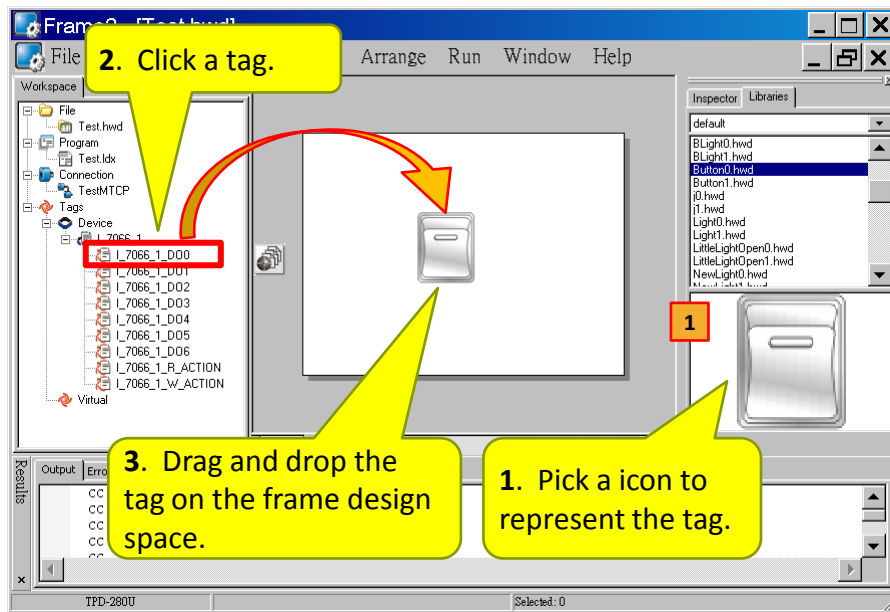 Frame2 - [Test.hwd]
File
Arrange Run Window Help
2. Click a tag.
Workspace
File
Test.hwd
Program
Test.ldx
Connection
TestMTCP
Tags
Device
I_7066_1
I_7066_1_DO0
I_7066_1_DO1
I_7066_1_DO2
I_7066_1_DO3
I_7066_1_DO4
I_7066_1_DO5
I_7066_1_DO6
I_7066_1_R_ACTION
I_7066_1_W_ACTION
Virtual
Inspector Libraries
default
BLight0.hwd
BLight1.hwd
Button0.hwd
Button1.hwd
j0.hwd
j1.hwd
Light0.hwd
Light1.hwd
LittleLightOpen0.hwd
LittleLightOpen1.hwd
NewLight0.hwd
NewLight1.hwd
1
3. Drag and drop the
tag on the frame design
space.
1. Pick a icon to
represent the tag.
Results
Output
CC
CC
CC
CC
CC
TPD-280U
Selected: 0